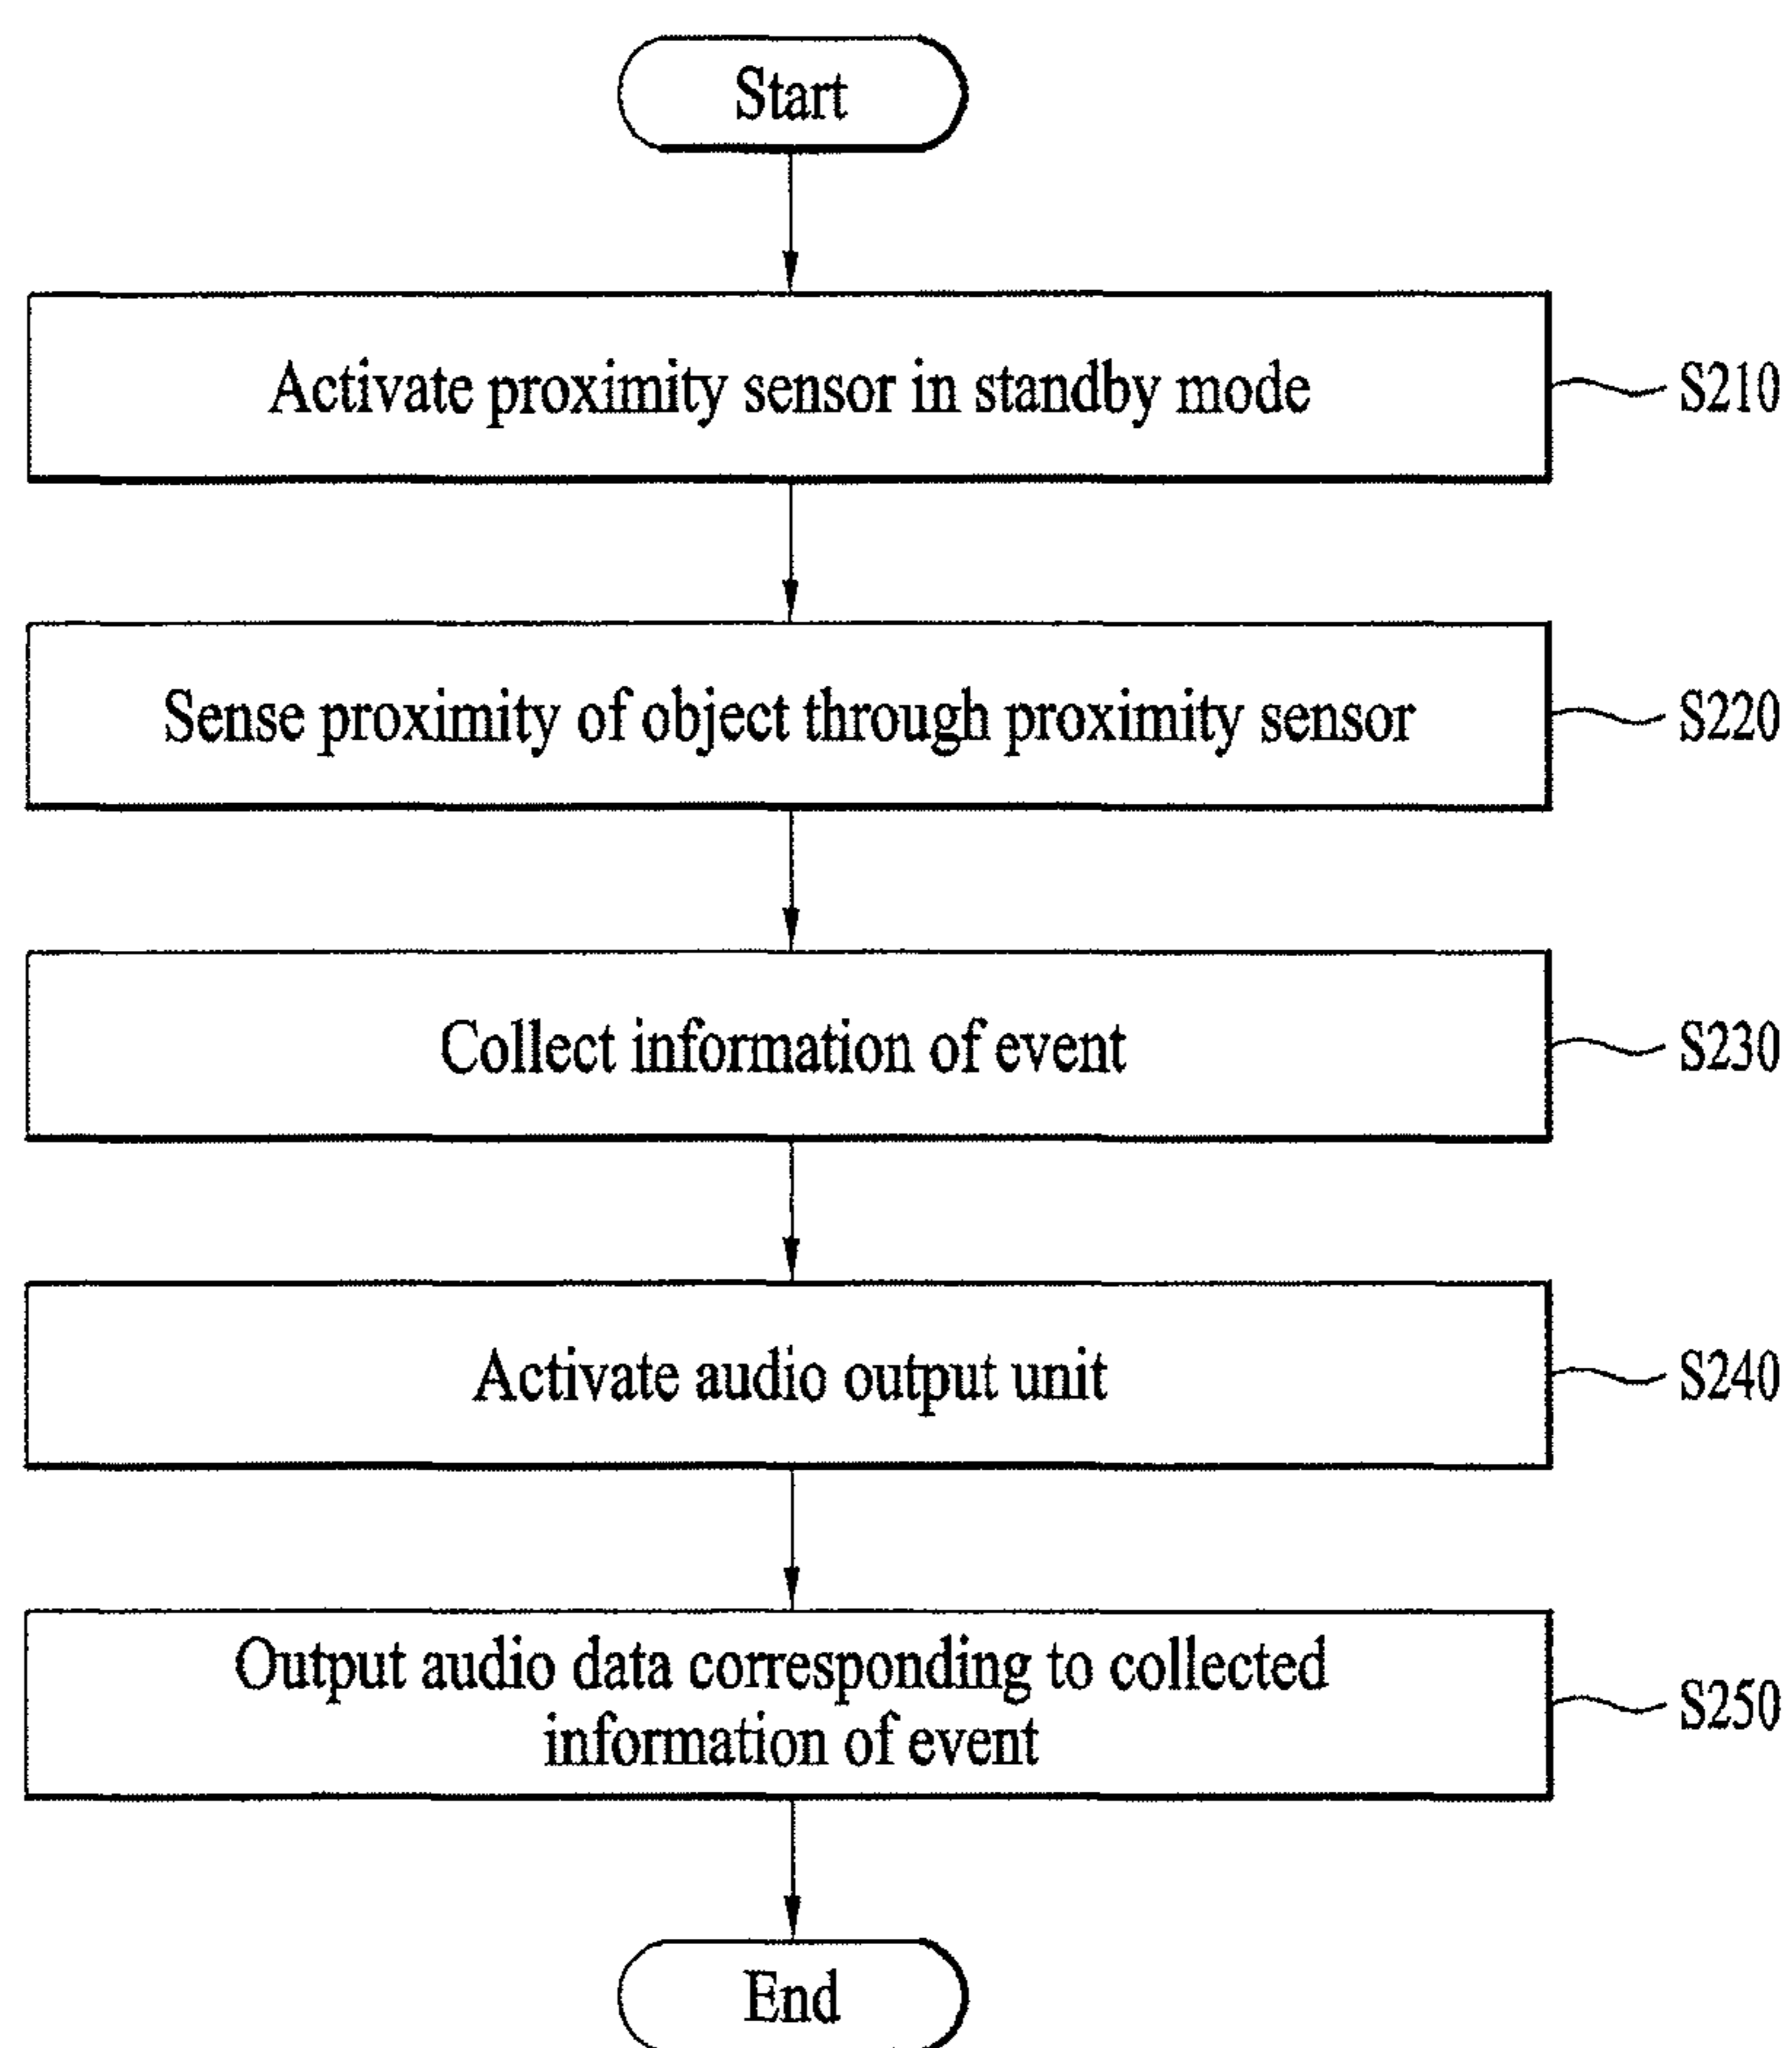 Start
Activate proximity sensor in standby mode
S210
Sense proximity of object through proximity sensor
S220
Collect information of event
S230
Activate audio output unit
S240
Output audio data corresponding to collected
information of event
S250
End